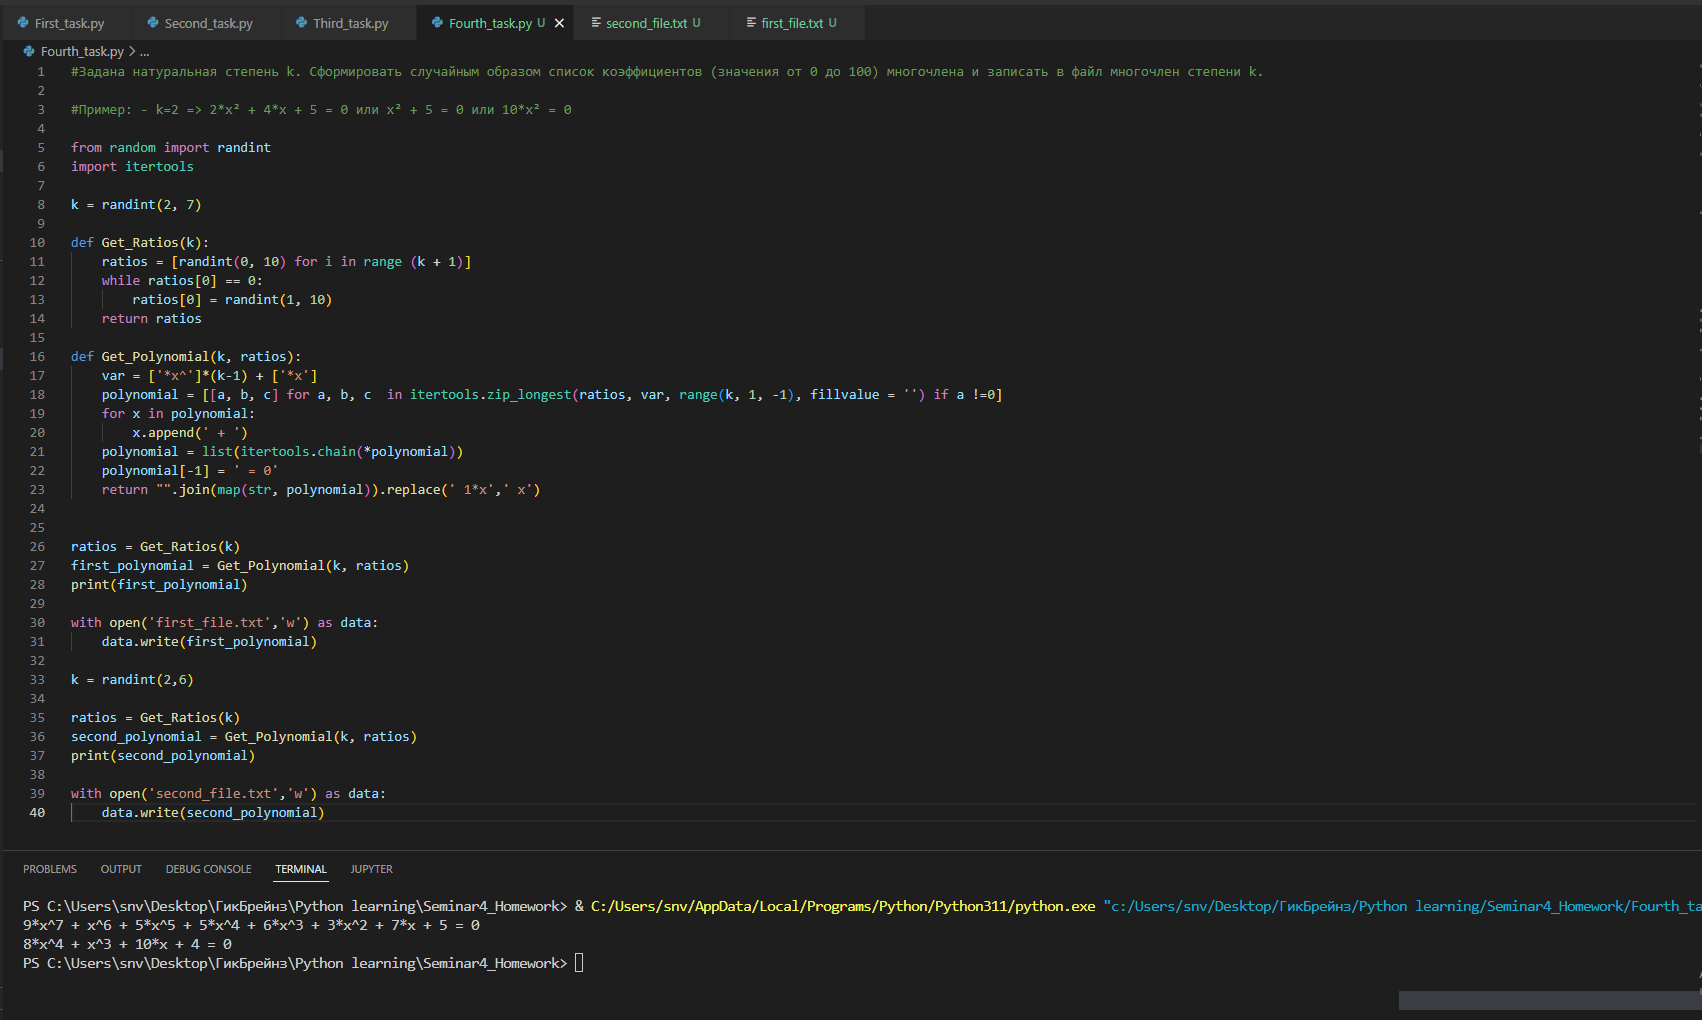 First_task.py Second_task.py Third_task.py Fourth_task.py U × second_file.txt U first_file.txt U
Fourth_task.py > ...
1 #Задана натуральная степень k. Сформировать случайным образом список коэффициентов (значения от 0 до 100) многочлена и записать в файл многочлен степени k.
2
3 #Пример: - k=2 => 2*x² + 4*x + 5 = 0 или x² + 5 = 0 или 10*x² = 0
4
5 from random import randint
6 import itertools
7
8 k = randint(2, 7)
9
10 def Get_Ratios(k):
11     ratios = [randint(0, 10) for i in range (k + 1)]
12     while ratios[0] == 0:
13         ratios[0] = randint(1, 10)
14     return ratios
15
16 def Get_Polynomial(k, ratios):
17     var = ['*x^']*(k-1) + ['*x']
18     polynomial = [[a, b, c] for a, b, c  in itertools.zip_longest(ratios, var, range(k, 1, -1), fillvalue = '') if a !=0]
19     for x in polynomial:
20         x.append(' + ')
21     polynomial = list(itertools.chain(*polynomial))
22     polynomial[-1] = ' = 0'
23     return "".join(map(str, polynomial)).replace(' 1*x',' x')
24
25
26 ratios = Get_Ratios(k)
27 first_polynomial = Get_Polynomial(k, ratios)
28 print(first_polynomial)
29
30 with open('first_file.txt','w') as data:
31     data.write(first_polynomial)
32
33 k = randint(2,6)
34
35 ratios = Get_Ratios(k)
36 second_polynomial = Get_Polynomial(k, ratios)
37 print(second_polynomial)
38
39 with open('second_file.txt','w') as data:
40     data.write(second_polynomial)
PROBLEMS OUTPUT DEBUG CONSOLE TERMINAL JUPYTER
PS C:\Users\snv\Desktop\ГикБрейнз\Python learning\Seminar4_Homework> & C:/Users/snv/AppData/Local/Programs/Python/Python311/python.exe "c:/Users/snv/Desktop/ГикБрейнз/Python learning/Seminar4_Homework/Fourth_ta
9*x^7 + x^6 + 5*x^5 + 5*x^4 + 6*x^3 + 3*x^2 + 7*x + 5 = 0
8*x^4 + x^3 + 10*x + 4 = 0
PS C:\Users\snv\Desktop\ГикБрейнз\Python learning\Seminar4_Homework>